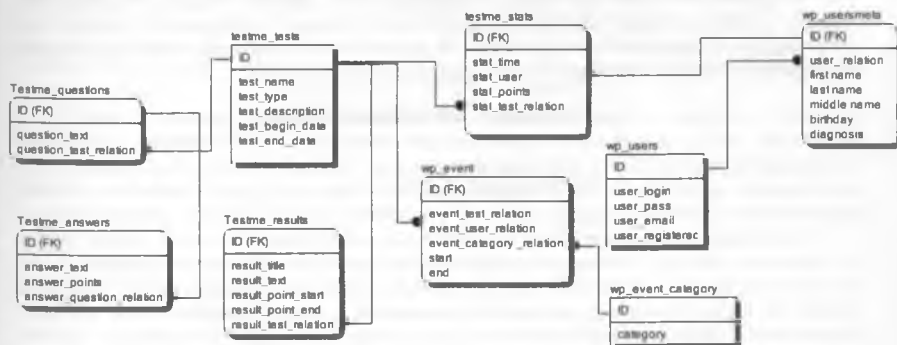 testme_tests
ID
test_name
test_type
test_description
test_begin_date
test_end_date
testme_stats
ID (FK)
stat_time
stat_user
stat_points
stat_test_relation
wp_usersmeta
ID (FK)
user_relation
first name
last name
middle name
birthday
diagnosis
Testme_questions
ID (FK)
question_text
question_test_relation
wp_event
ID (FK)
event_test_relation
event_user_relation
event_category_relation
start
end
wp_users
ID
user_login
user_pass
user_email
Testme_answers
ID (FK)
answer_text
answer_points
answer_question_relation
Testme_results
ID (FK)
result_title
result_text
result_point_start
result_point_end
result_test_relation
wp_event_category
ID
category